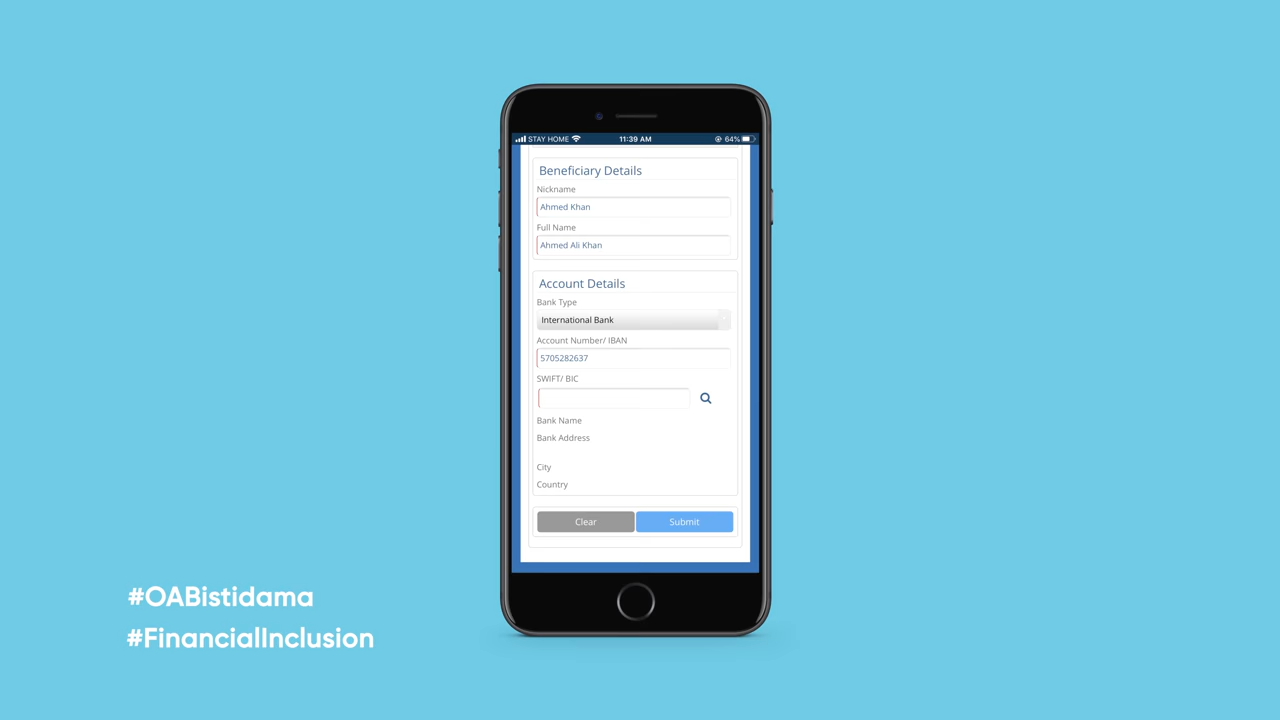 STAY HOME 11:39 AM 64%
Beneficiary Details
Nickname
Ahmed Khan
Full Name
Ahmed Ali Khan
Account Details
Bank Type
International Bank
Account Number/ IBAN
5705282637
SWIFT/ BIC
Bank Name
Bank Address
City
Country
Clear Submit
#OABistidama
#FinancialInclusion